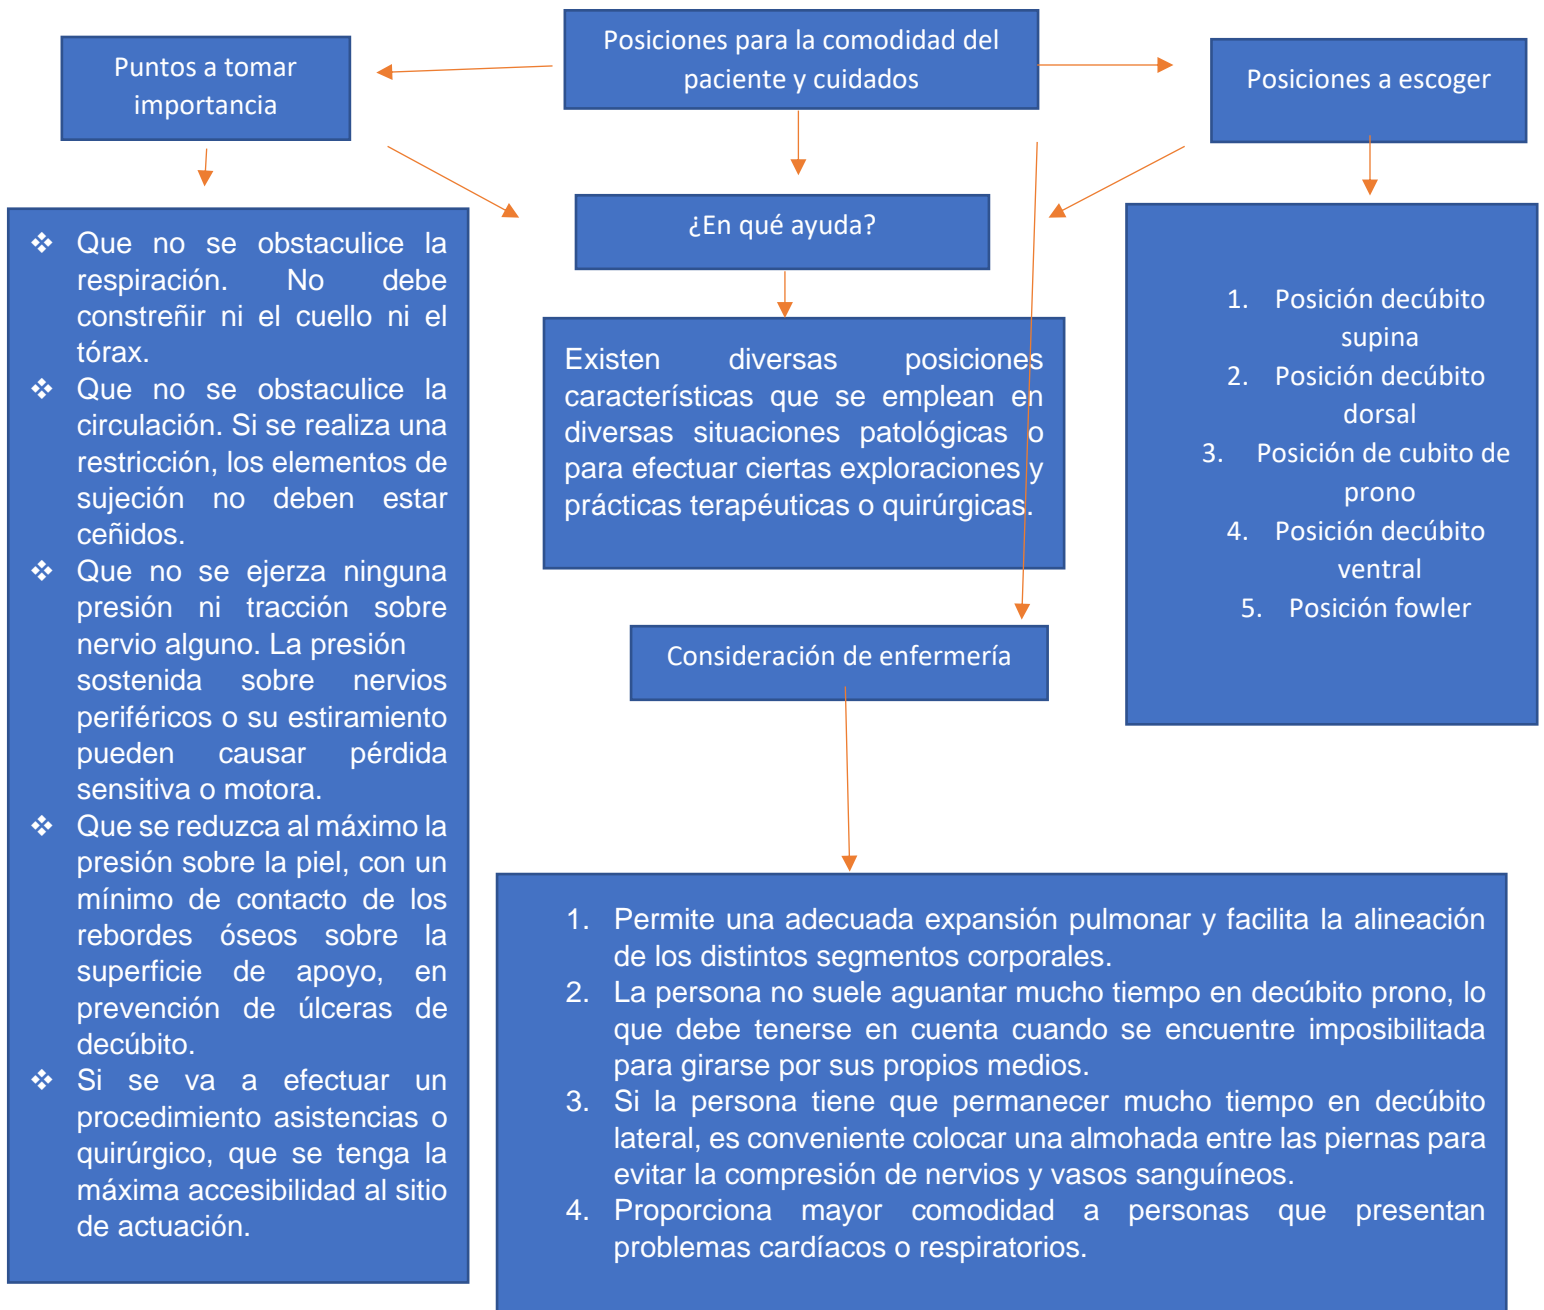 Posiciones para la comodidad del
paciente y cuidados
Puntos a tomar
importancia
Posiciones a escoger
¿En qué ayuda?
❖ Que no se obstaculice la
respiración. No debe
constreñir ni el cuello ni el
tórax.
❖ Que no se obstaculice la
circulación. Si se realiza una
restricción, los elementos de
sujeción no deben estar
ceñidos.
❖ Que no se ejerza ninguna
presión ni tracción sobre
nervio alguno. La presión
sostenida sobre nervios
periféricos o su estiramiento
pueden causar pérdida
sensitiva o motora.
❖ Que se reduzca al máximo la
presión sobre la piel, con un
mínimo de contacto de los
rebordes óseos sobre la
superficie de apoyo, en
prevención de úlceras de
decúbito.
❖ Si se va a efectuar un
procedimiento asistencias o
quirúrgico, que se tenga la
máxima accesibilidad al sitio
de actuación.
Existen diversas posiciones
características que se emplean en
diversas situaciones patológicas o
para efectuar ciertas exploraciones y
prácticas terapéuticas o quirúrgicas.
1. Posición decúbito
supina
2. Posición decúbito
dorsal
3. Posición de cubito de
prono
4. Posición decúbito
ventral
5. Posición fowler
Consideración de enfermería
1. Permite una adecuada expansión pulmonar y facilita la alineación
de los distintos segmentos corporales.
2. La persona no suele aguantar mucho tiempo en decúbito prono, lo
que debe tenerse en cuenta cuando se encuentre imposibilitada
para girarse por sus propios medios.
3. Si la persona tiene que permanecer mucho tiempo en decúbito
lateral, es conveniente colocar una almohada entre las piernas para
evitar la compresión de nervios y vasos sanguíneos.
4. Proporciona mayor comodidad a personas que presentan
problemas cardíacos o respiratorios.